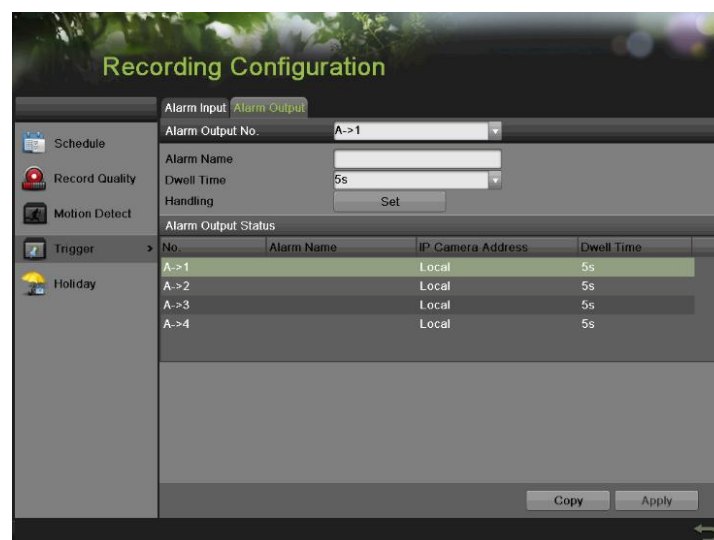 Recording Configuration
Alarm Input Alarm Output
Alarm Output No. A->1
Schedule
Alarm Name
Record Quality
Dwell Time 5s
Handling Set
Motion Detect
Alarm Output Status
Trigger >
No. Alarm Name IP Camera Address Dwell Time
A->1 Local 5s
Holiday
A->2 Local 5s
A->3 Local 5s
A->4 Local 5s
Copy Apply